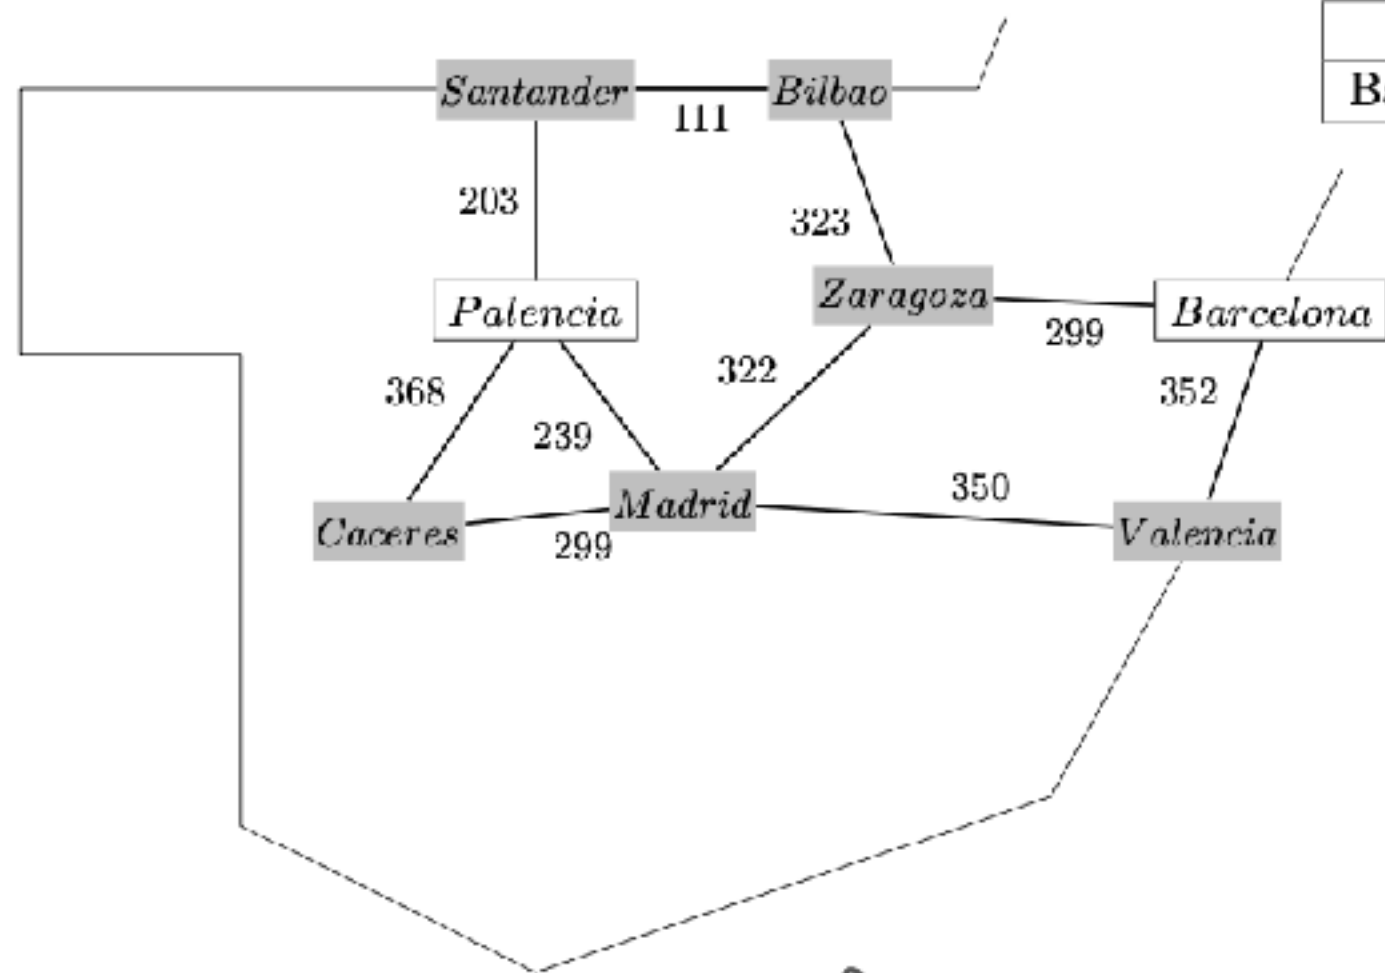 Santander
Bilbao
111
B
203
323
Zaragoza
Palencia
Barcelona
299
322
368
352
239
350
Madrid
Caceres
Valencia
299